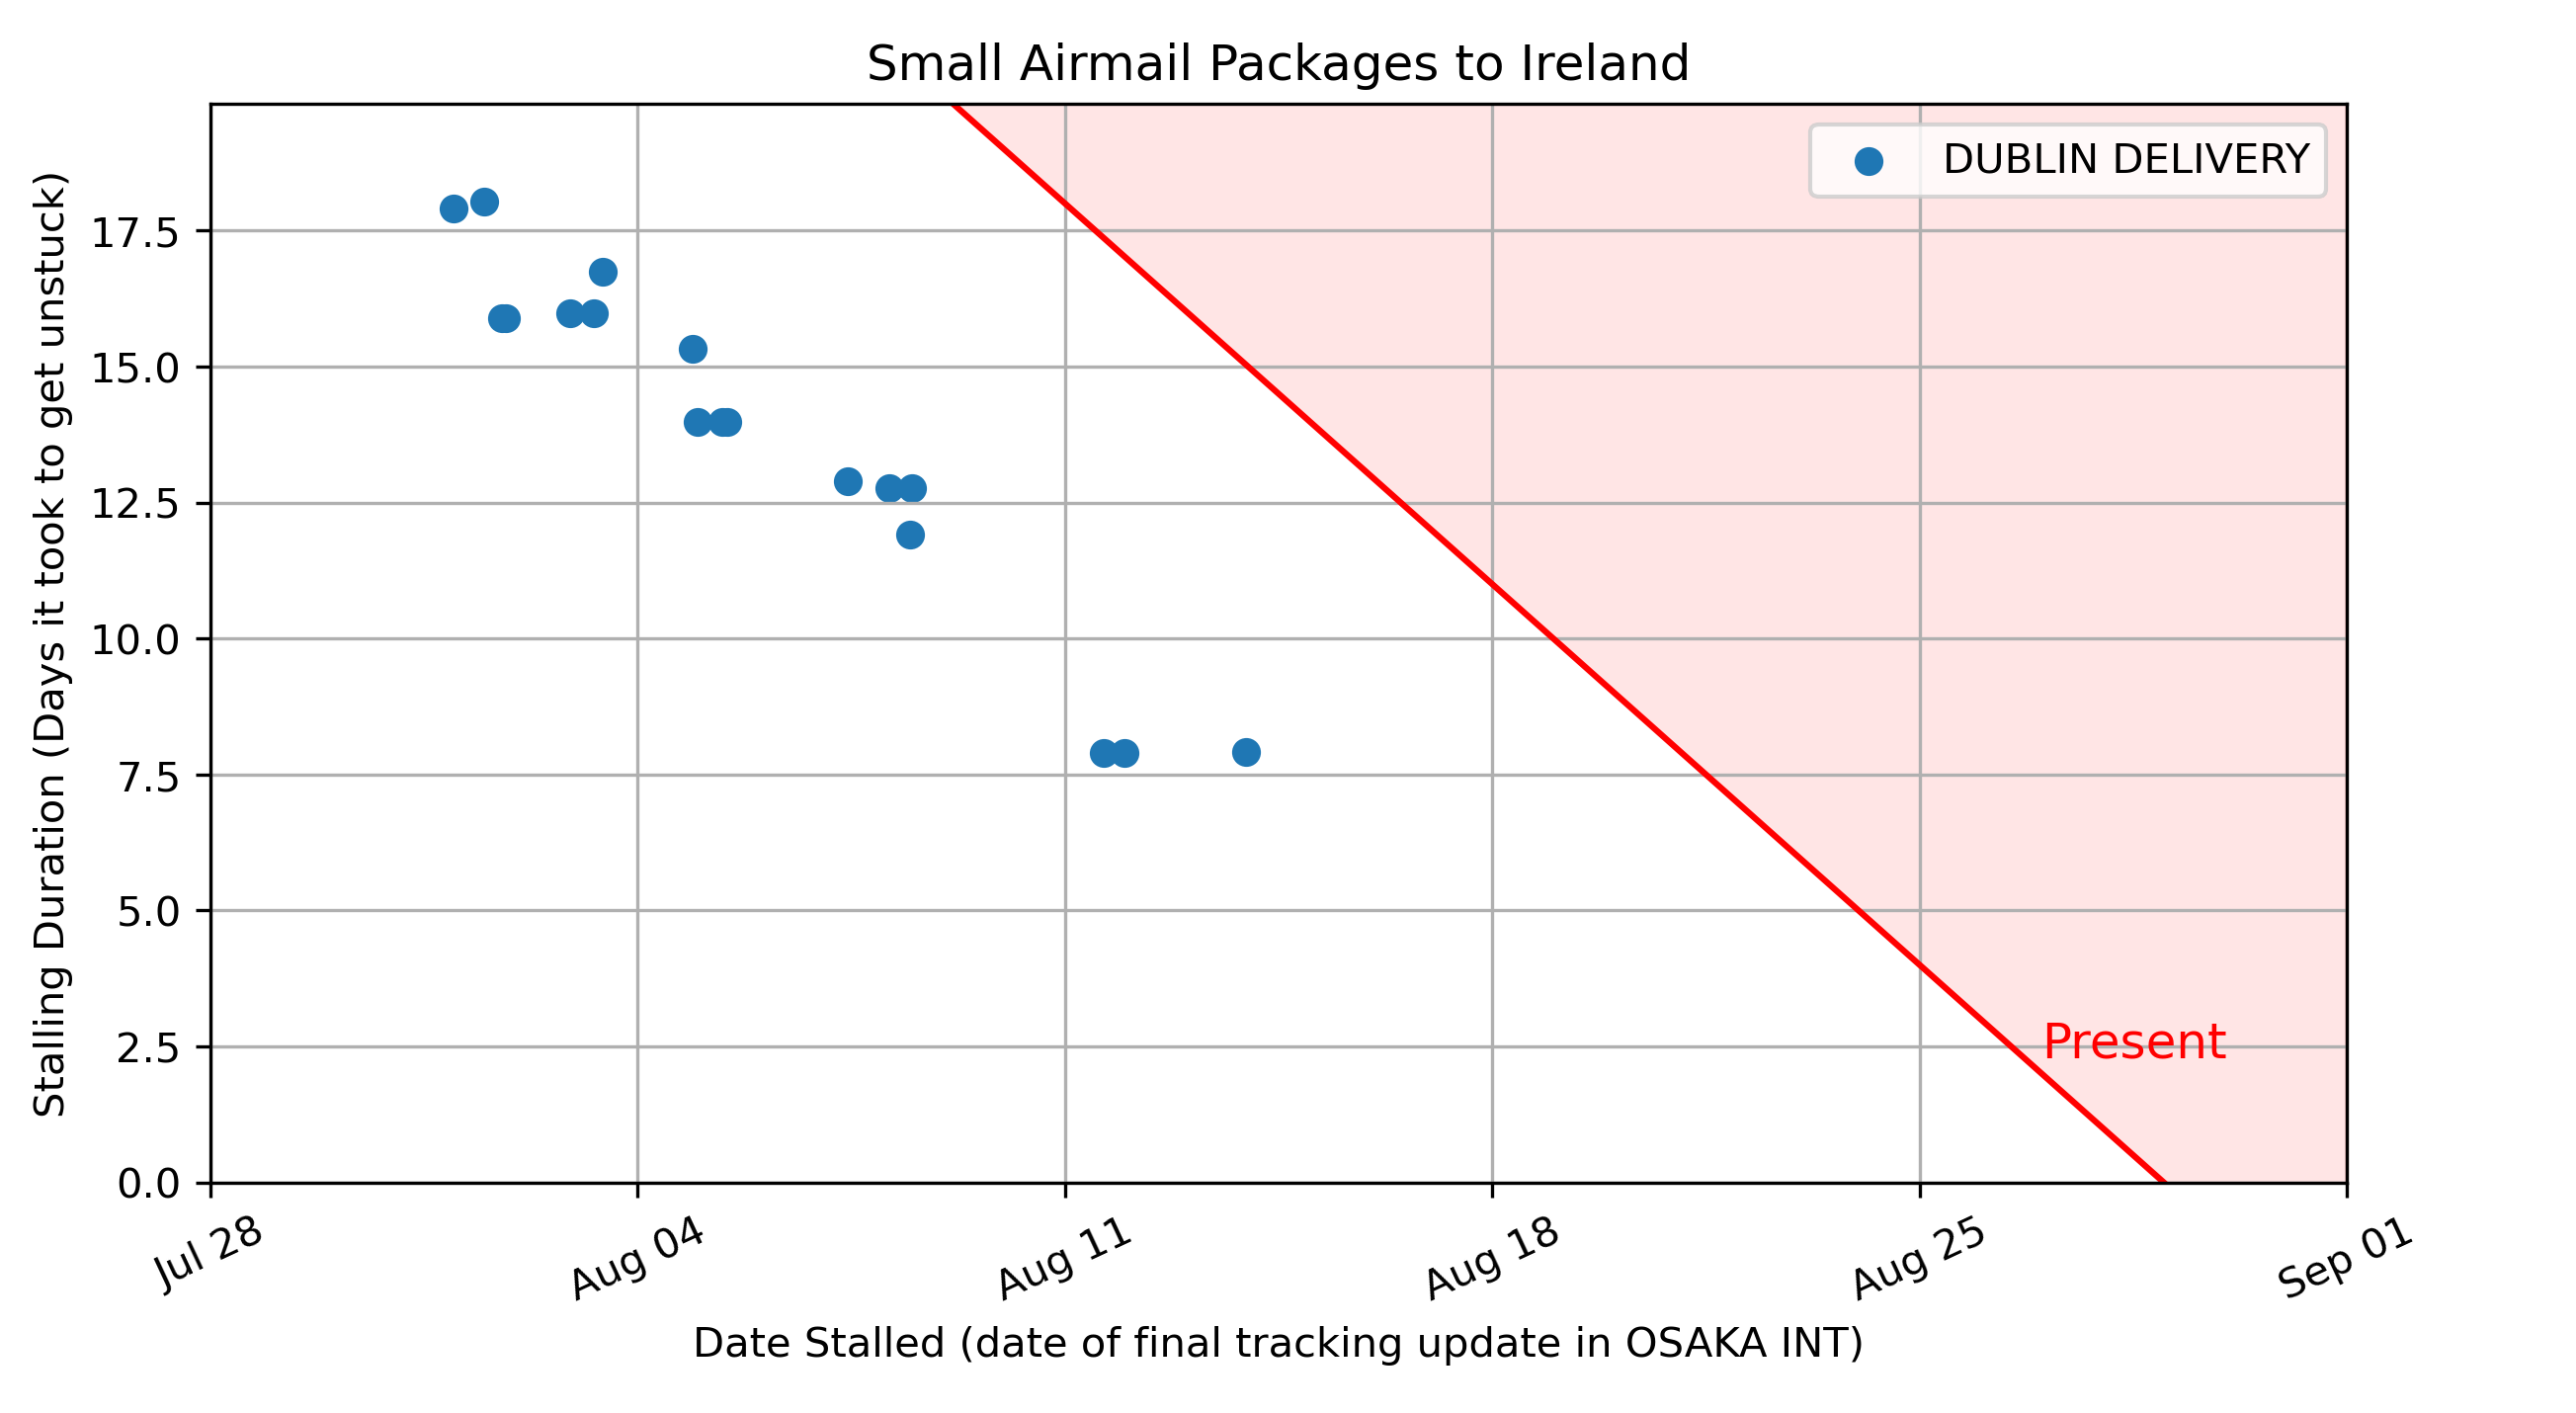 Small Airmail Packages to Ireland
DUBLIN DELIVERY
Stalling Duration (Days it took to get unstuck)
17.5
15.0
12.5
10.0
7.5
5.0
2.5
0.0
Present
Jul 28
Aug 04
Aug 11
Aug 18
Aug 25
Sep 01
Date Stalled (date of final tracking update in OSAKA INT)